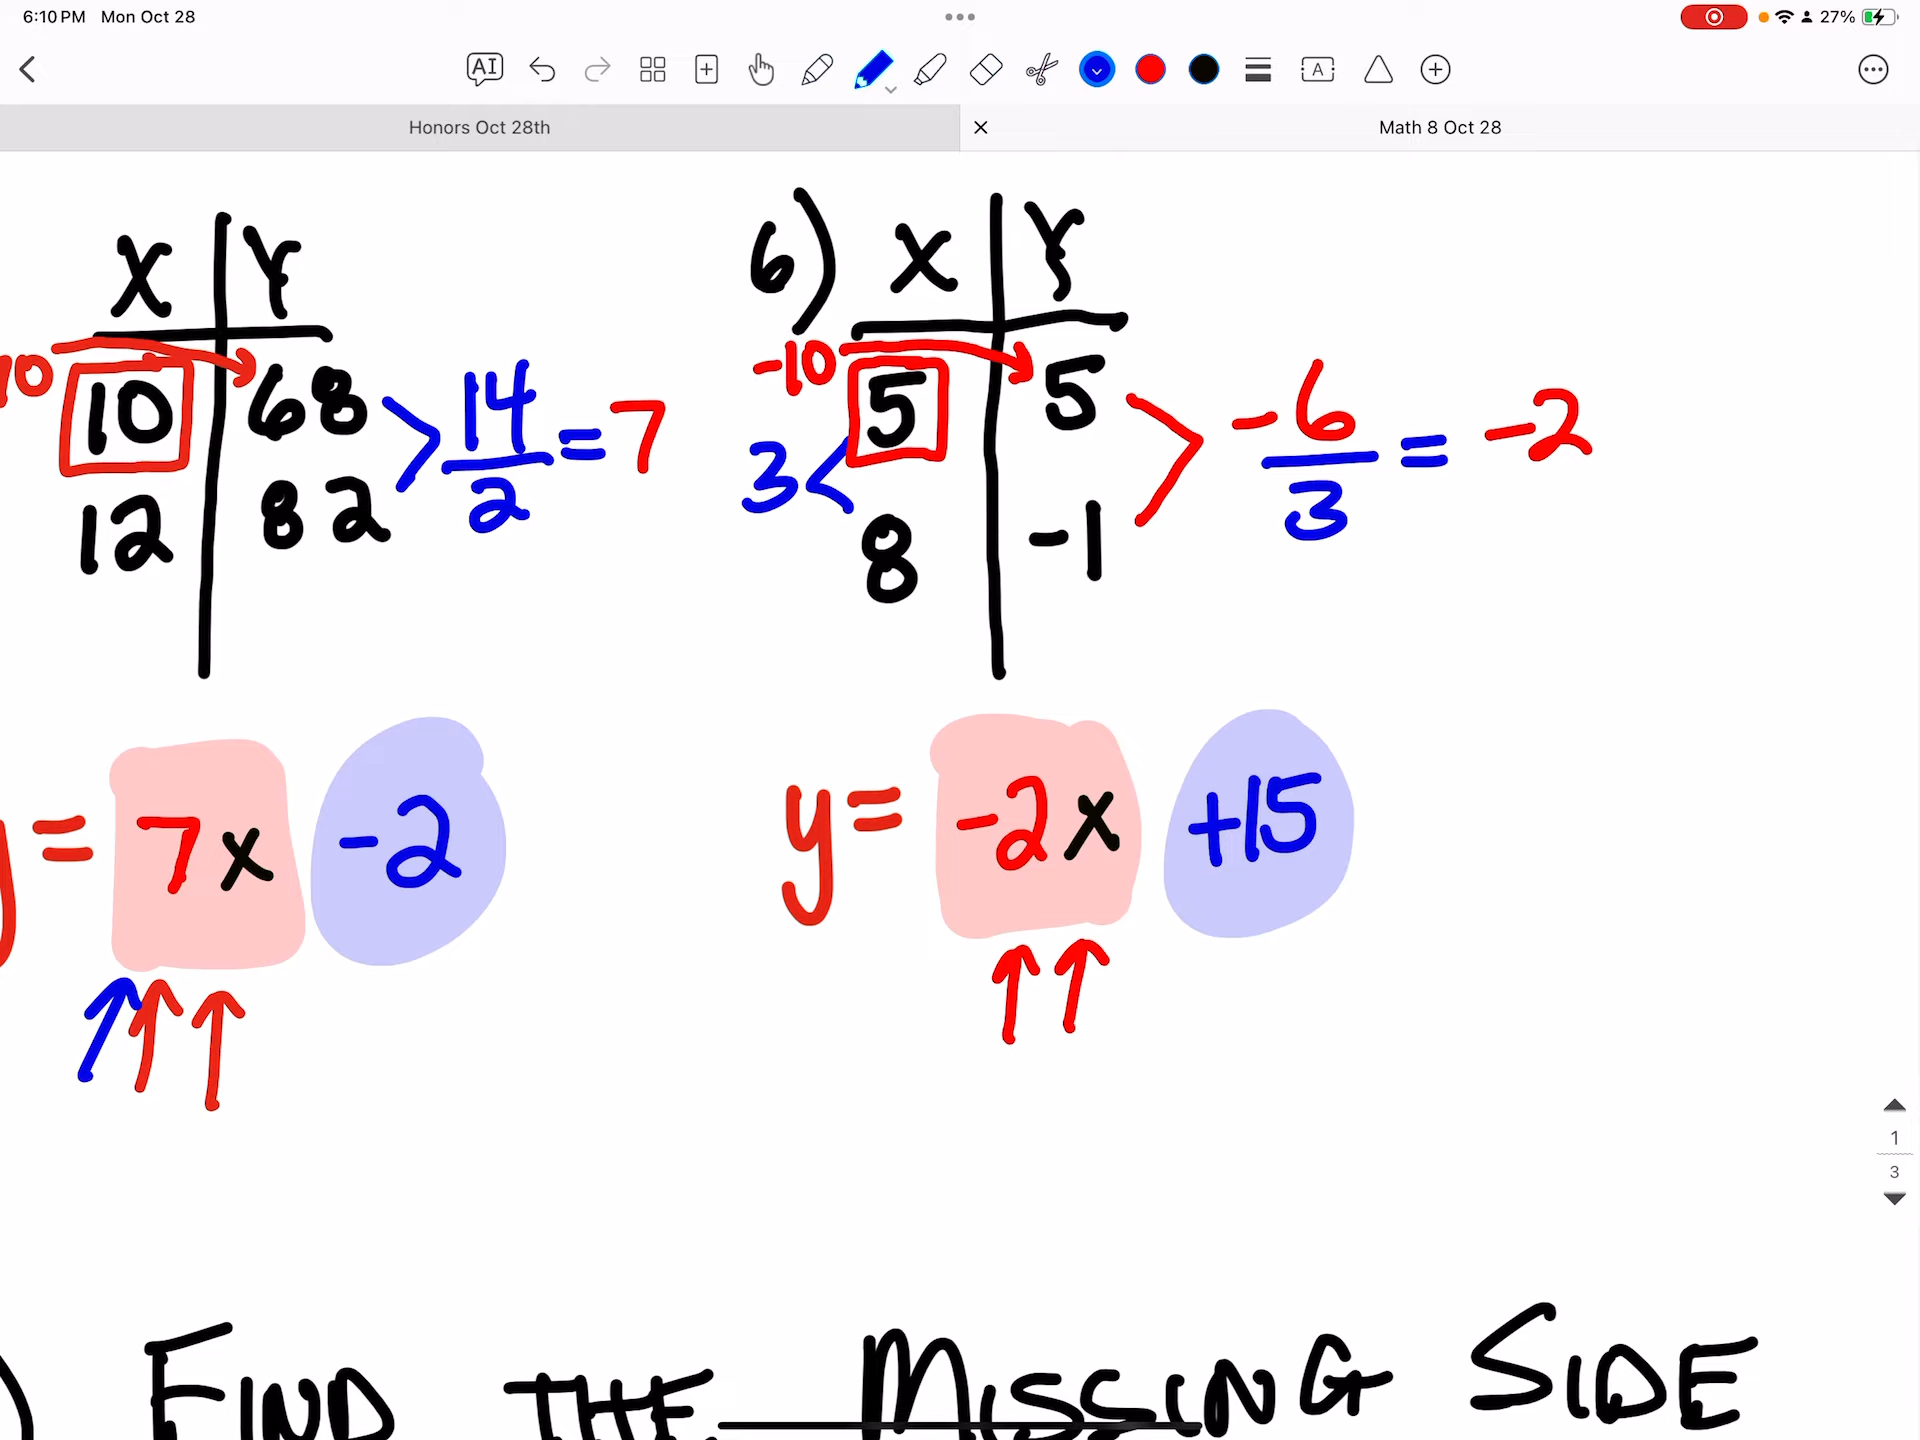 6:10 PM Mon Oct 28
27%
AI
A
Honors Oct 28th
Math 8 Oct 28
X Y
10 68
12 82
14/2 = 7
y = 7x -2
6) X Y
-10
5 5
3
8 -1
-6/3 = -2
y = -2x +15
1
3
FIND THE MISSING SIDE